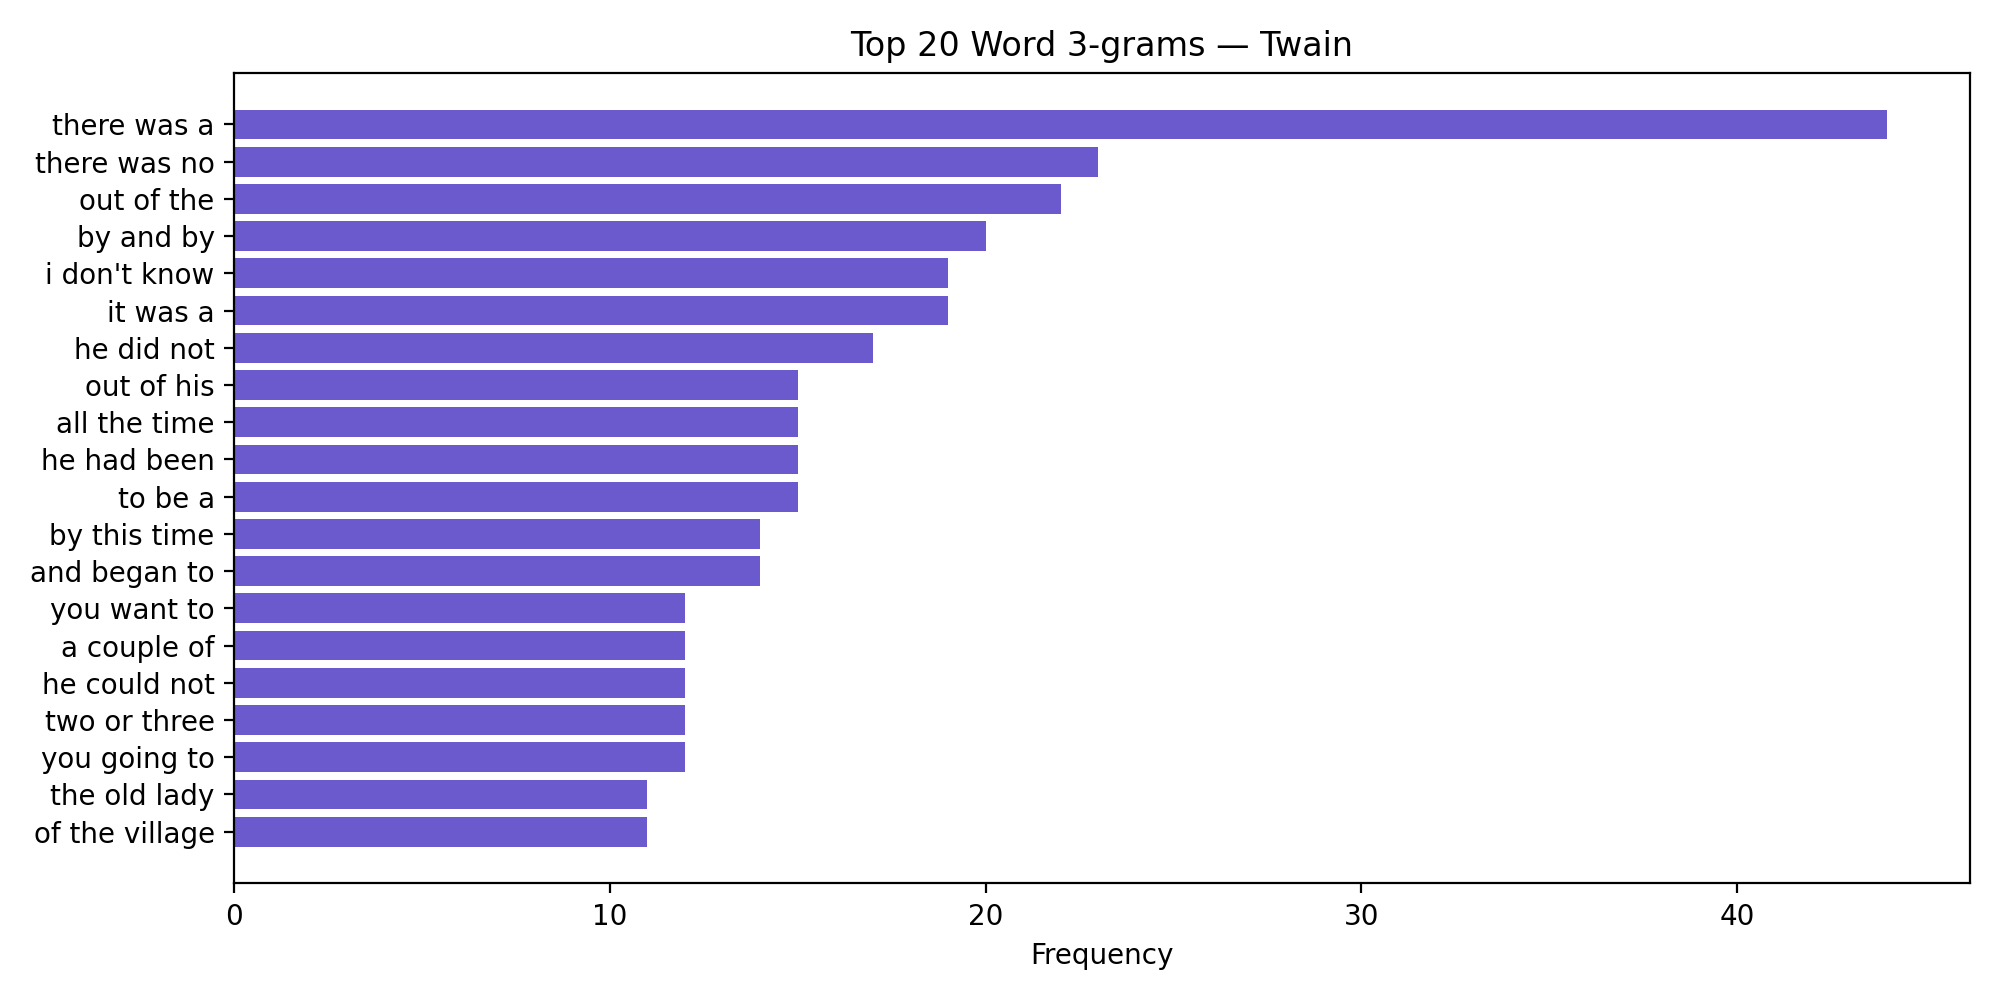 Top 20 Word 3-grams — Twain
there was a
there was no
out of the
by and by
i don't know
it was a
he did not
out of his
all the time
he had been
to be a
by this time
and began to
you want to
a couple of
he could not
two or three
you going to
the old lady
of the village
0 10 20 30 40
Frequency